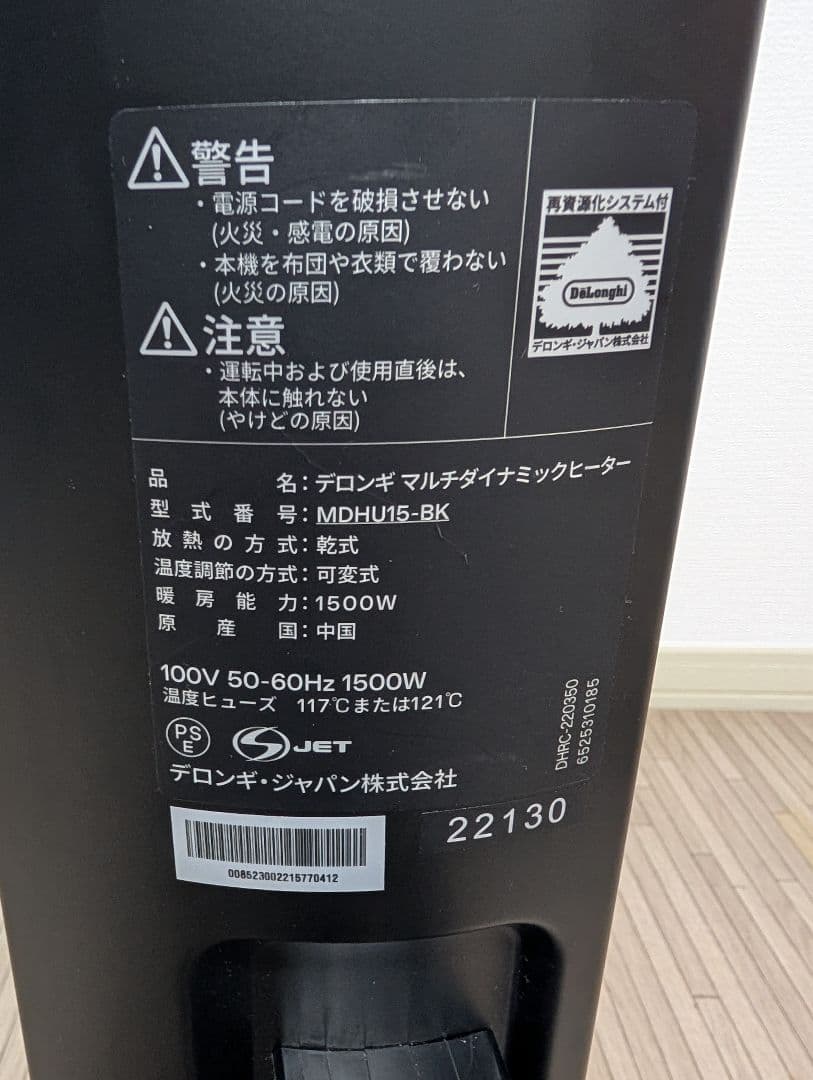 警告
・電源コードを破損させない
(火災・感電の原因)
・本機を布団や衣類で覆わない
(火災の原因)
注意
・運転中および使用直後は、
本体に触れない
(やけどの原因)
再資源化システム付
DeLonghi
デロンギ・ジャパン株式会社
品名：デロンギ マルチダイナミックヒーター
型式番号：MDHU15-BK
放熱の方式：乾式
温度調節の方式：可変式
暖房能力：1500W
原産国：中国
100V 50-60Hz 1500W
温度ヒューズ 117℃または121℃
PS
E
S JET
デロンギ・ジャパン株式会社
DHRC-220350
6525310185
22130
008523002215770412